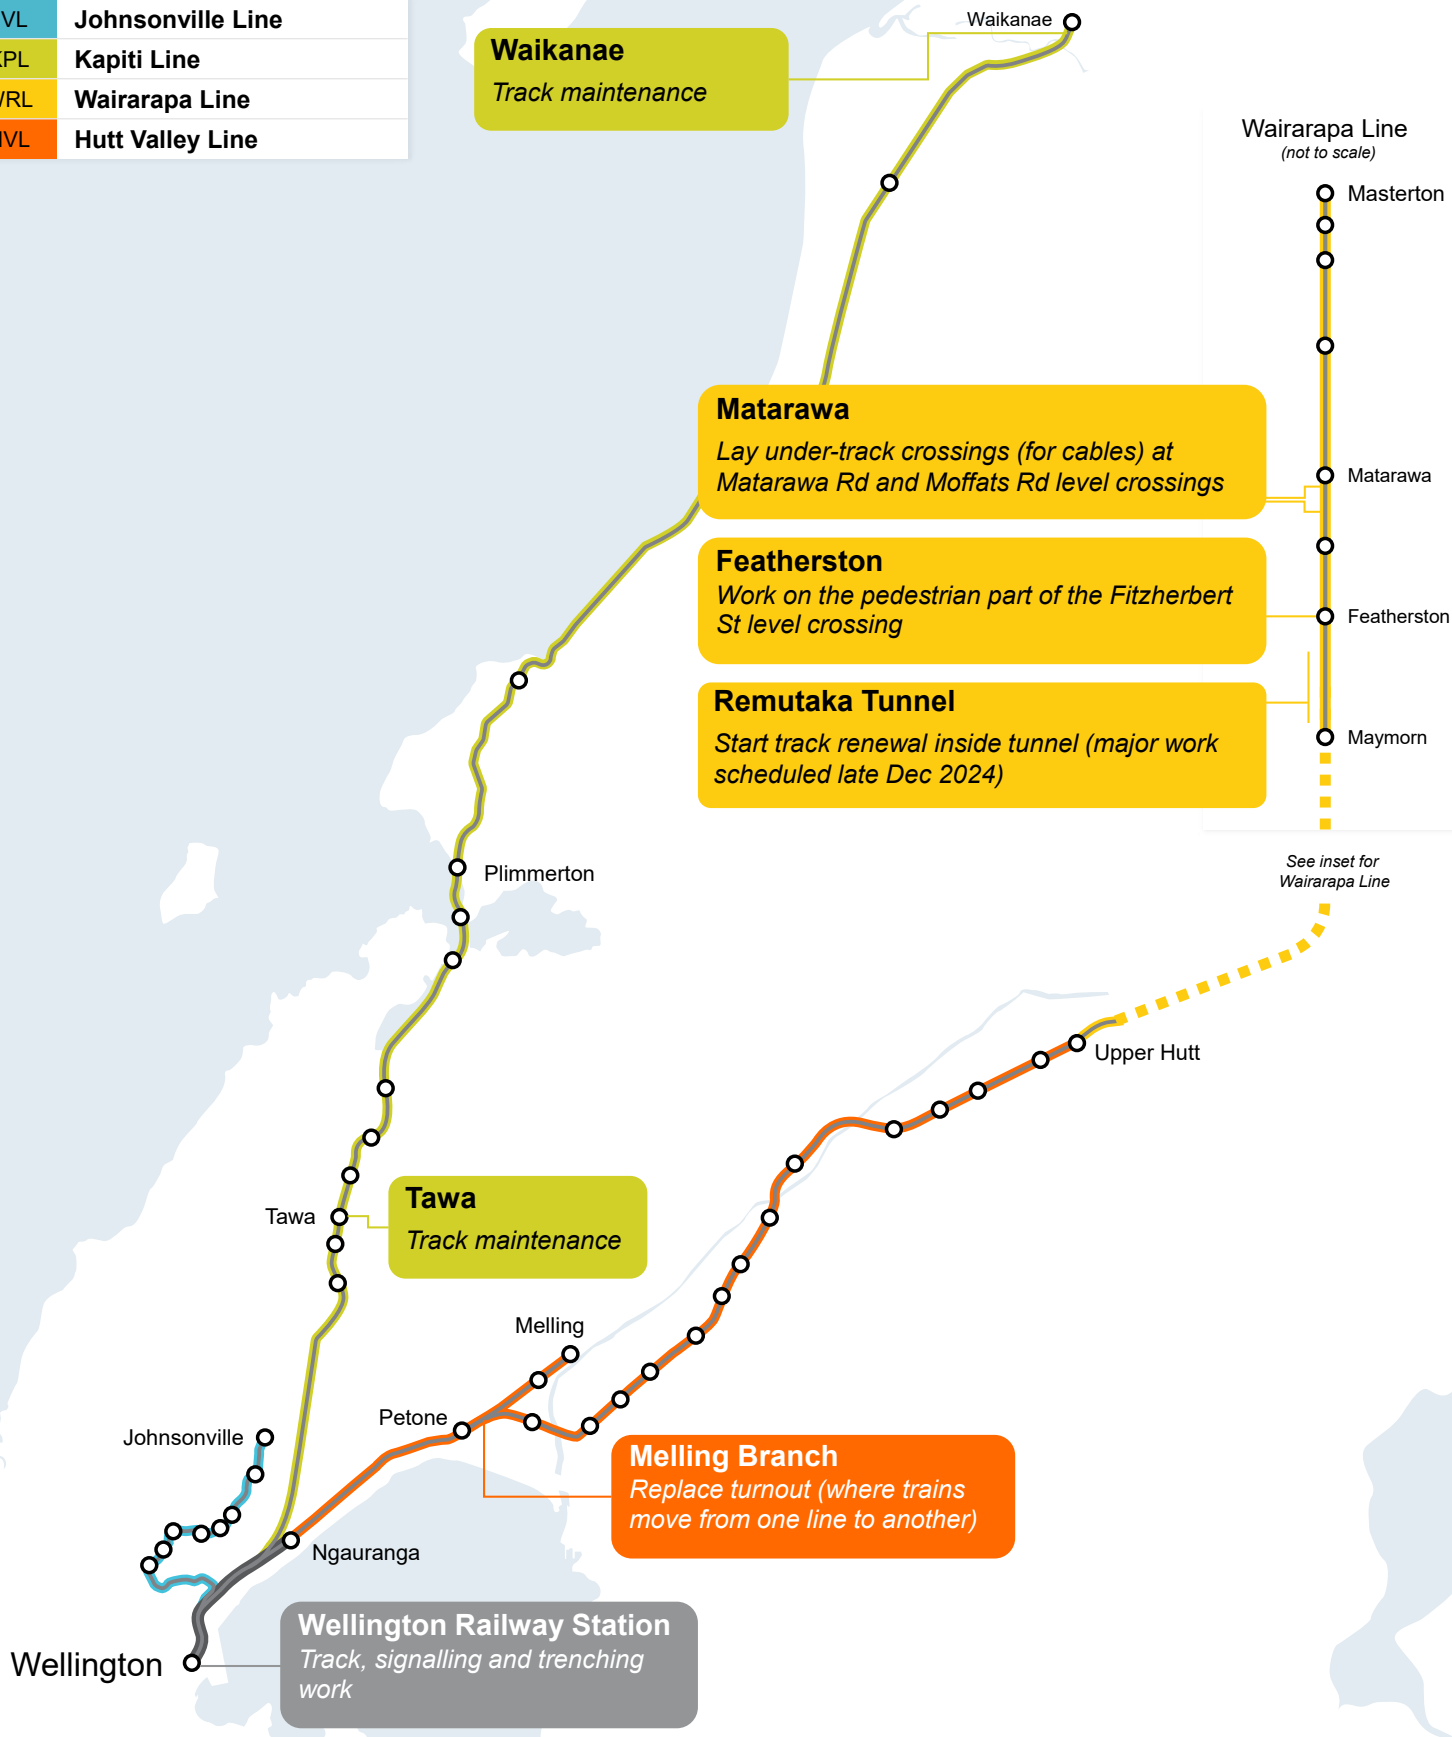 VL Johnsonville Line
PL Kapiti Line
RL Wairarapa Line
VL Hutt Valley Line
Waikanae
Track maintenance
Waikanae
Wairarapa Line
(not to scale)
Masterton
Matarawa
Lay under-track crossings (for cables) at
Matarawa Rd and Moffats Rd level crossings
Matarawa
Featherston
Work on the pedestrian part of the Fitzherbert
St level crossing
Featherston
Remutaka Tunnel
Start track renewal inside tunnel (major work
scheduled late Dec 2024)
Maymorn
See inset for
Wairarapa Line
Plimmerton
Upper Hutt
Tawa
Tawa
Track maintenance
Melling
Petone
Johnsonville
Melling Branch
Replace turnout (where trains
move from one line to another)
Ngauranga
Wellington Railway Station
Track, signalling and trenching
work
Wellington